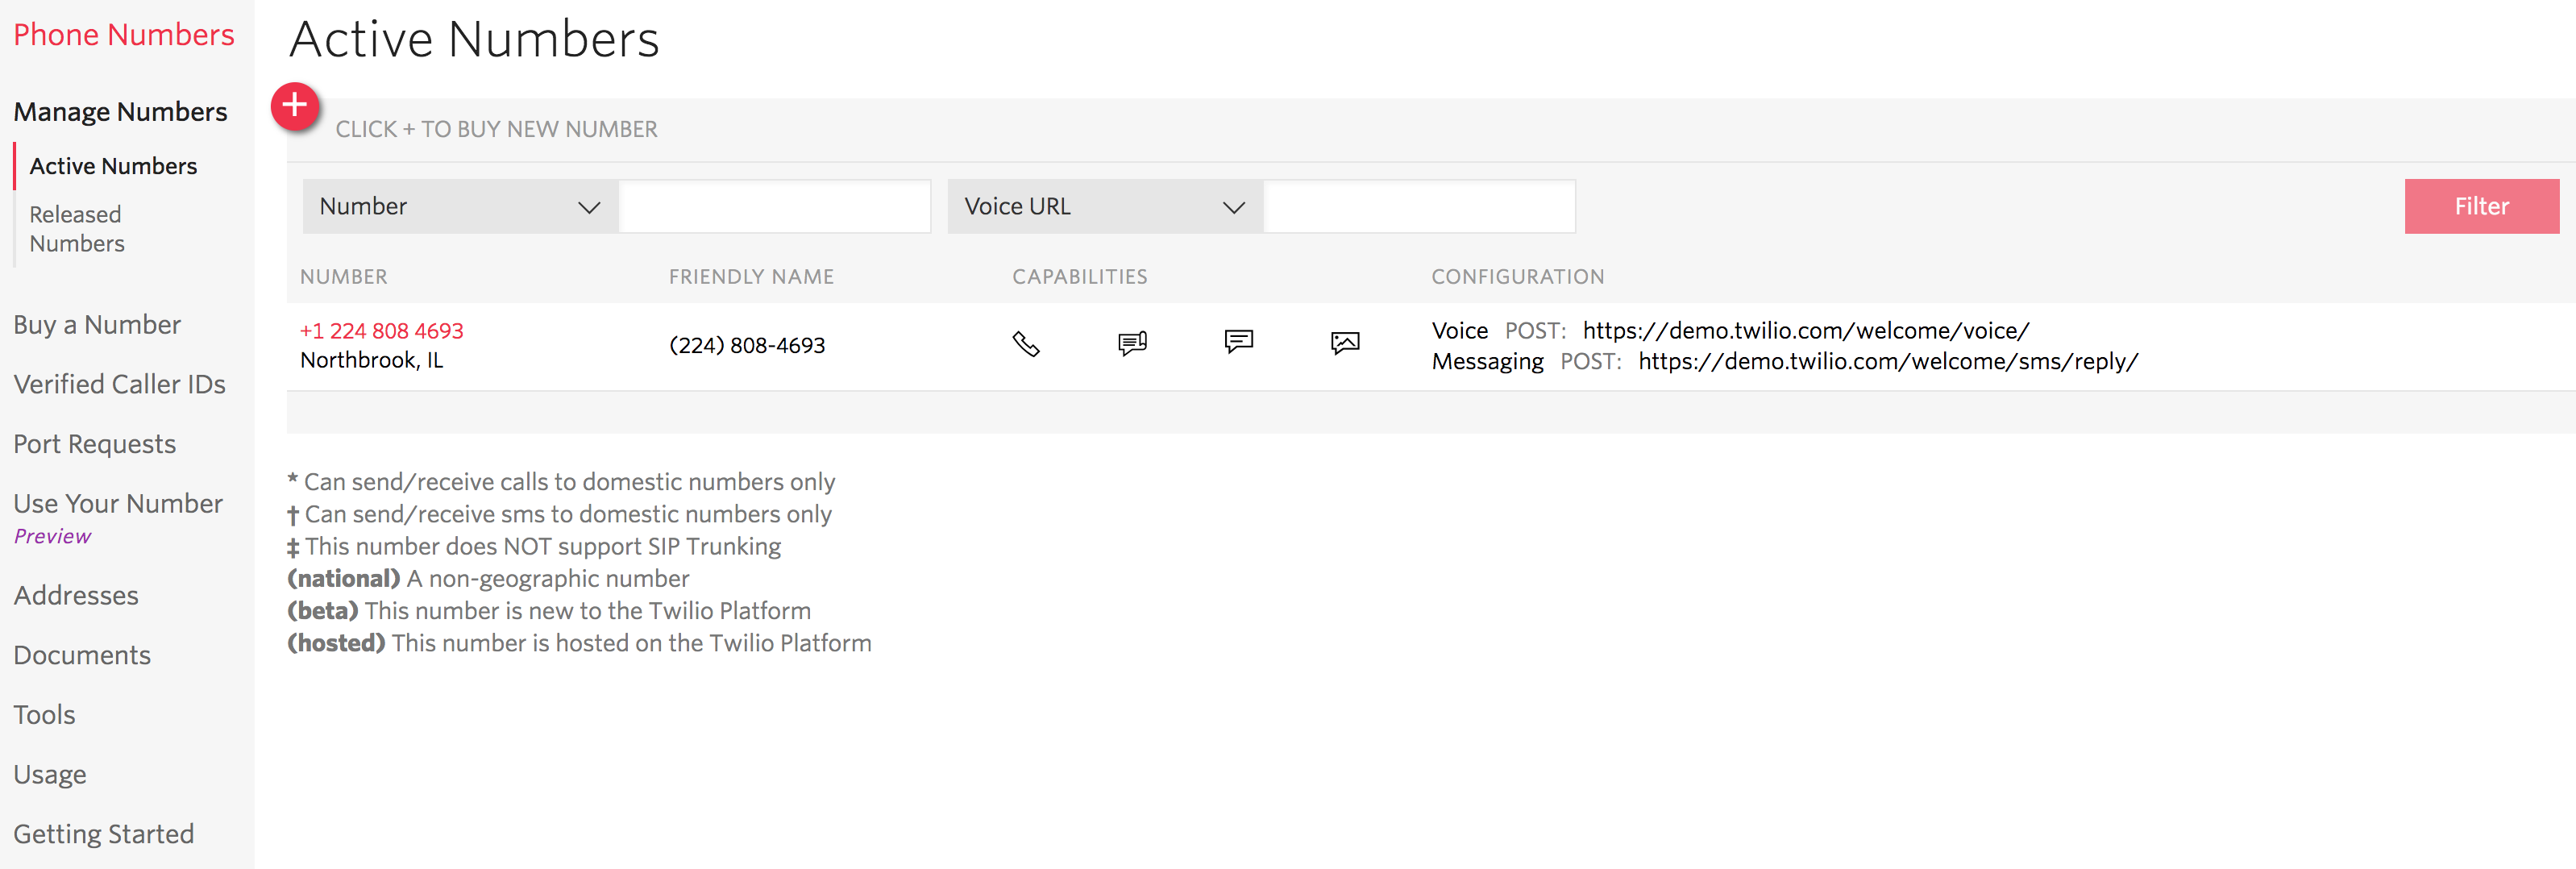 Phone Numbers
Manage Numbers
Active Numbers
Released
Numbers
Buy a Number
Verified Caller IDs
Port Requests
Use Your Number
Preview
Addresses
Documents
Tools
Usage
Getting Started
Active Numbers
+
CLICK + TO BUY NEW NUMBER
Number Voice URL Filter
NUMBER FRIENDLY NAME CAPABILITIES CONFIGURATION
+1 224 808 4693
Northbrook, IL
(224) 808-4693
Voice POST: https://demo.twilio.com/welcome/voice/
Messaging POST: https://demo.twilio.com/welcome/sms/reply/
* Can send/receive calls to domestic numbers only
† Can send/receive sms to domestic numbers only
‡ This number does NOT support SIP Trunking
(national) A non-geographic number
(beta) This number is new to the Twilio Platform
(hosted) This number is hosted on the Twilio Platform